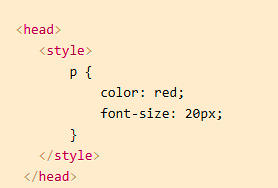 <head>
<style>
p {
color: red;
font-size: 20px;
}
</style>
</head>